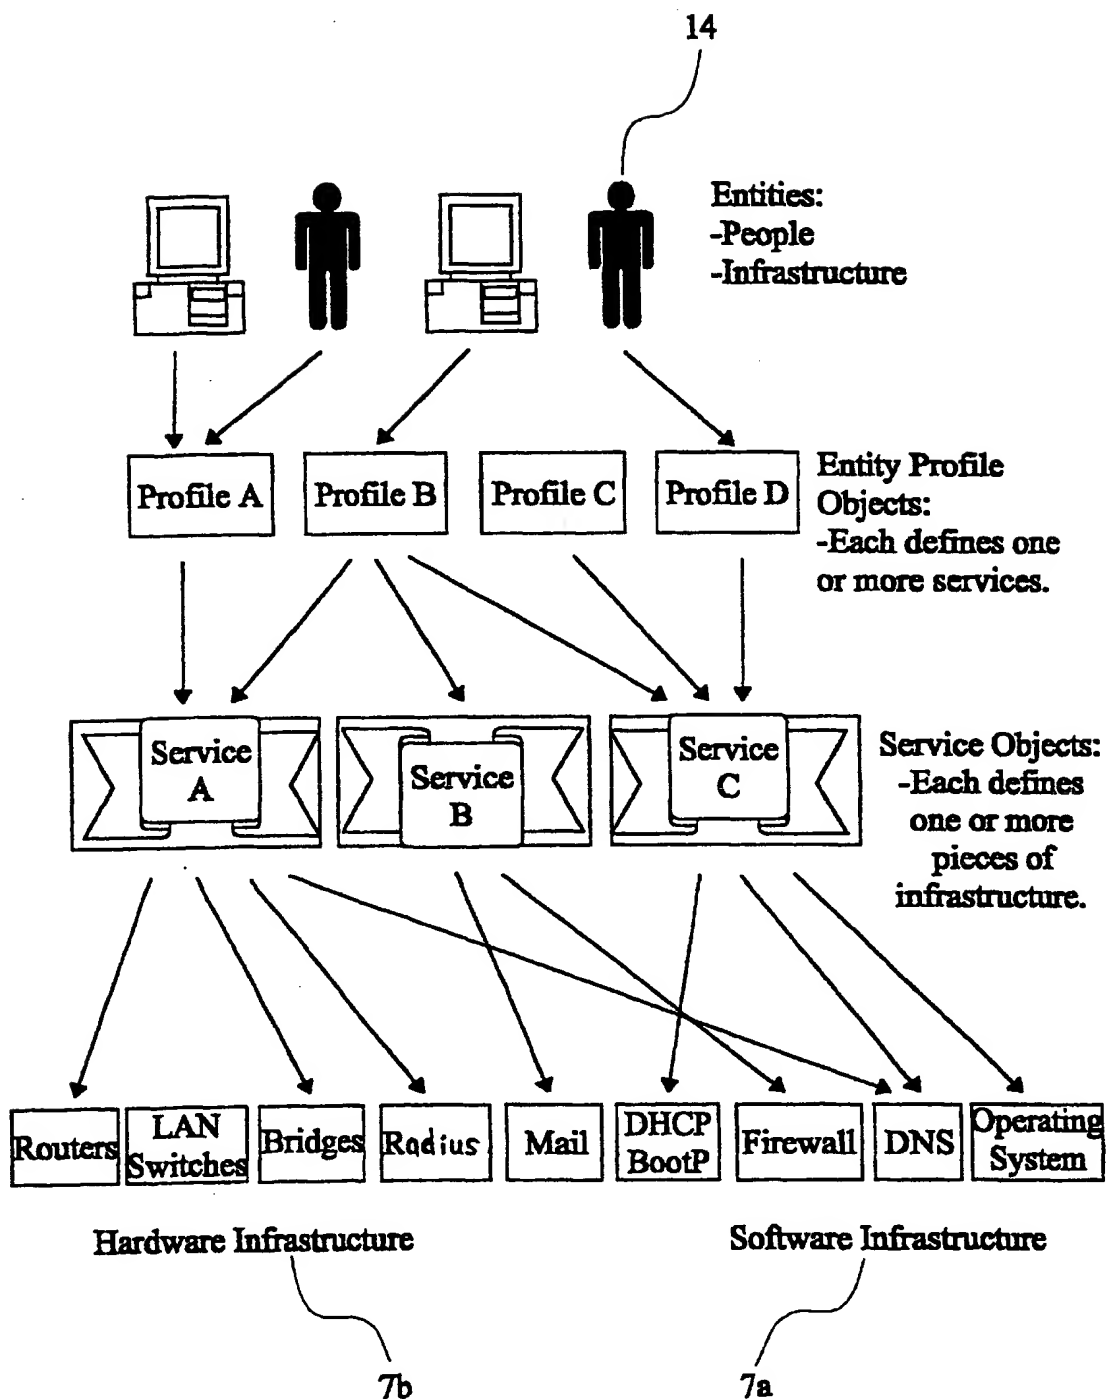 14
Entities:
-People
-Infrastructure
Profile A
Profile B
Profile C
Profile D
Entity Profile
Objects:
-Each defines one
or more services.
Service
A
Service
B
Service
C
Service Objects:
-Each defines
one or more
pieces of
infrastructure.
Routers
LAN
Switches
Bridges
Radius
Mail
DHCP
BootP
Firewall
DNS
Operating
System
Hardware Infrastructure
Software Infrastructure
7b
7a